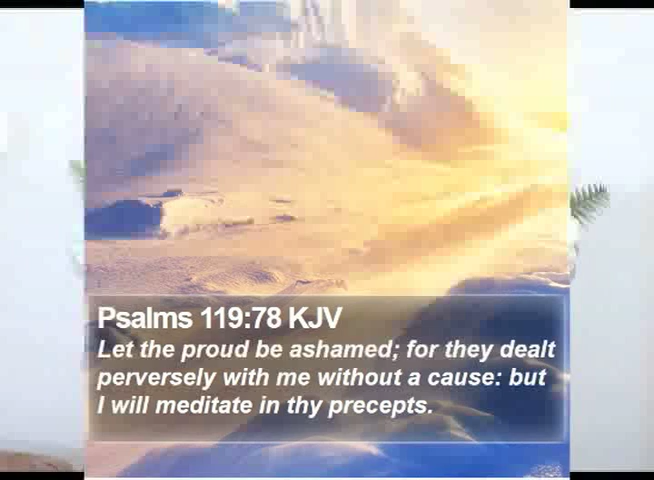 Psalms 119:78 KJV
Let the proud be ashamed; for they dealt
perversely with me without a cause: but
I will meditate in thy precepts.